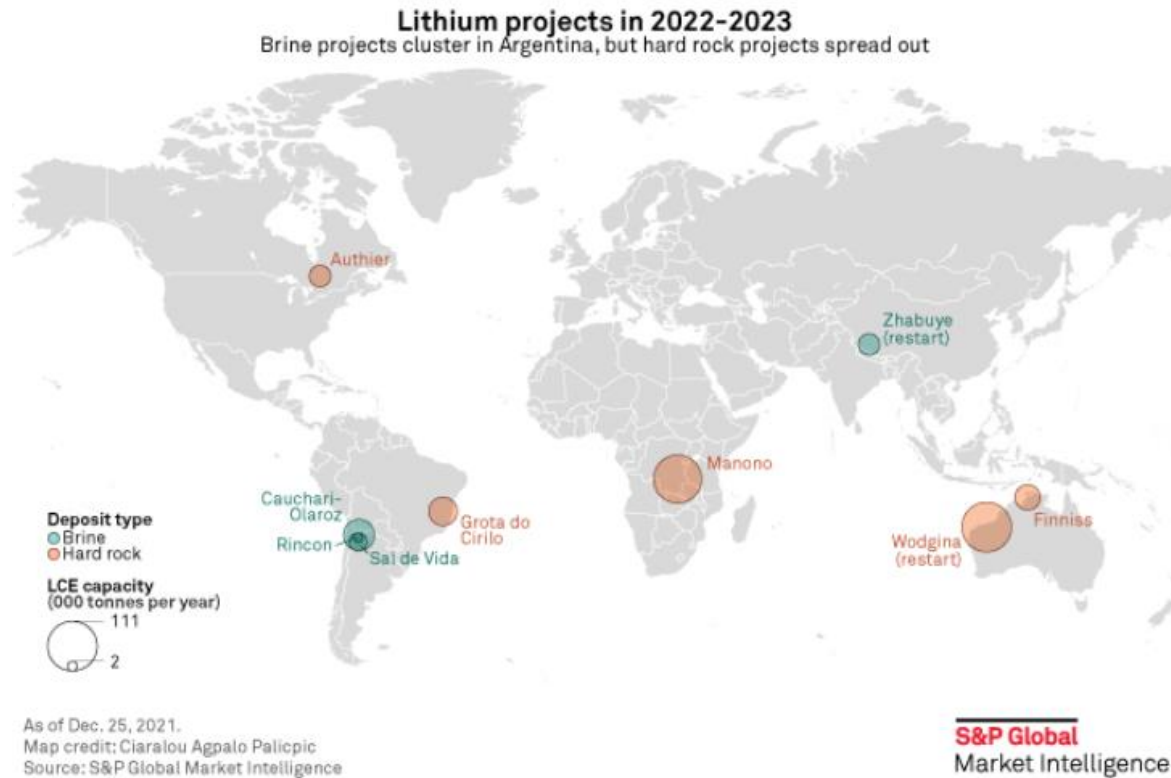 Lithium projects in 2022-2023
Brine projects cluster in Argentina, but hard rock projects spread out
Authier
Zhabuye
(restart)
Manono
Cauchari-
Olaroz
Rincon
Sal de Vida
Grota do
Cirilo
Finniss
Wodgina
(restart)
Deposit type
Brine
Hard rock
LCE capacity
(000 tonnes per year)
111
2
As of Dec. 25, 2021.
Map credit: Ciaralou Agpalo Palicpic
Source: S&P Global Market Intelligence
S&P Global
Market Intelligence